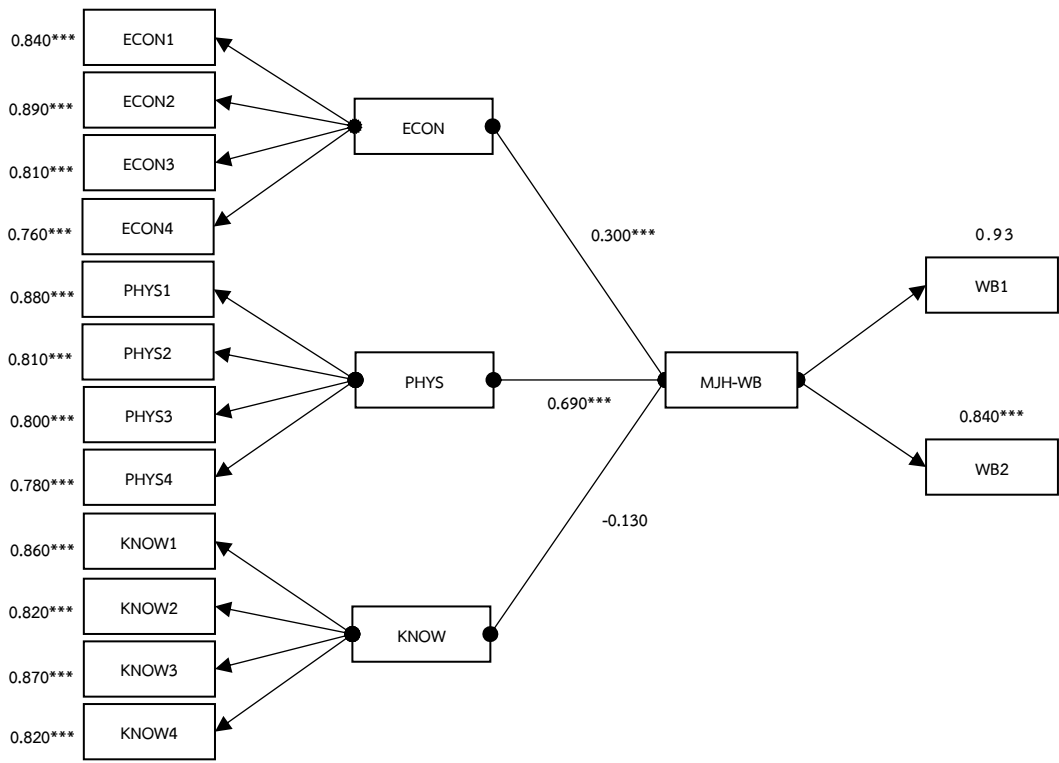 0.840***
ECON1
0.890***
ECON2
0.810***
ECON3
0.760***
ECON4
0.880***
PHYS1
0.810***
PHYS2
0.800***
PHYS3
0.780***
PHYS4
0.860***
KNOW1
0.820***
KNOW2
0.870***
KNOW3
0.820***
KNOW4
ECON
PHYS
KNOW
0.300***
0.690***
-0.130
MJH-WB
0.93
WB1
0.840***
WB2